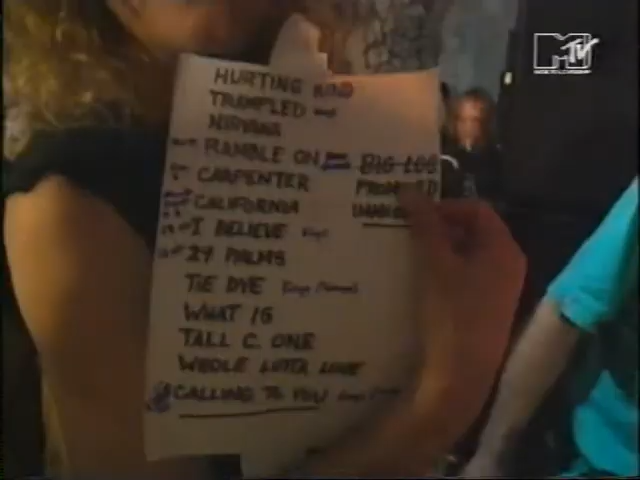 MTV
HURTING KIND
TRAMPLED
NIRVANA
RAMBLE ON
BIG LOG
CARPENTER
CALIFORNIA
I BELIEVE
29 PALMS
TIE DYE
WHAT IS
TALL C. ONE
WHOLE LOTTA LOVE
CALLING TO YOU